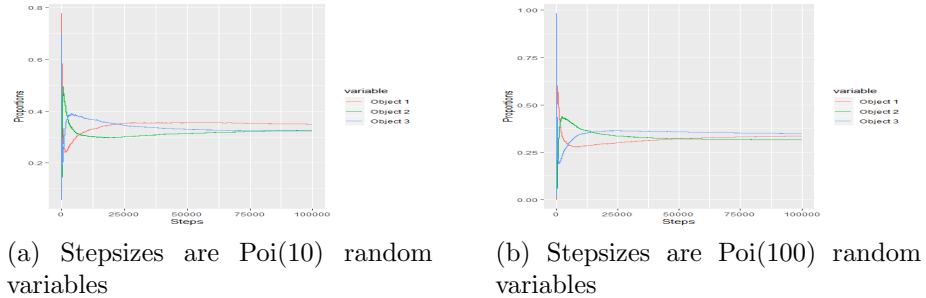 0.8
0.6
0.4
0.2
Proportions
0
25000
50000
75000
100000
Steps
variable
Object 1
Object 2
Object 3
1.00
0.75
0.50
0.25
0.00
Proportions
0
25000
50000
75000
100000
Steps
variable
Object 1
Object 2
Object 3
(a) Stepsizes are Poi(10) random
variables
(b) Stepsizes are Poi(100) random
variables